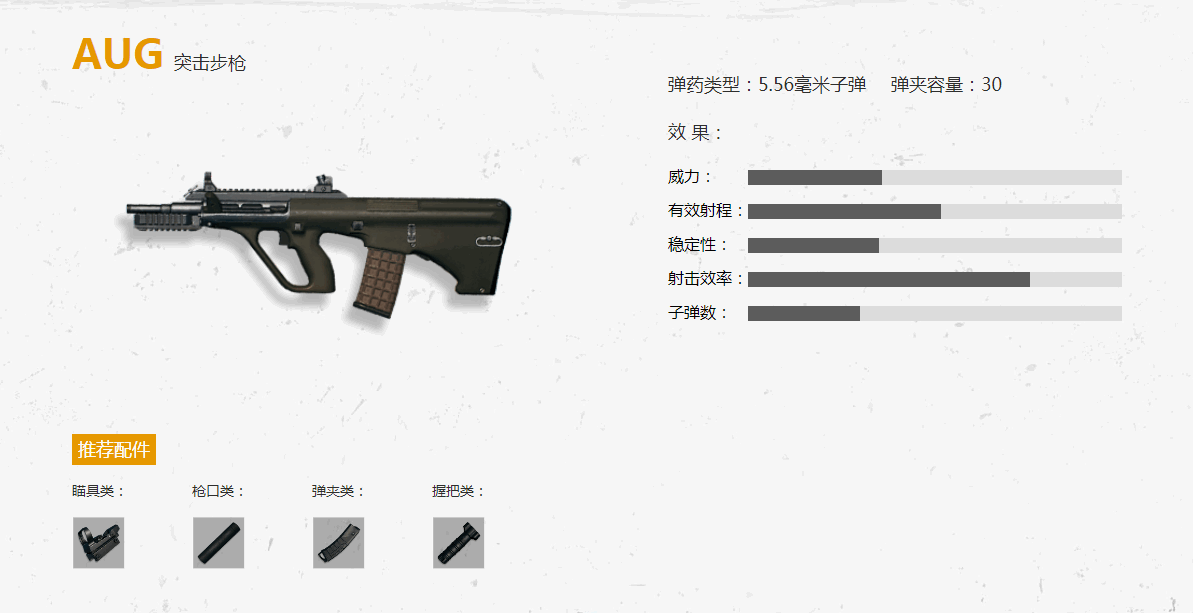 AUG 突击步枪
弹药类型：5.56毫米子弹 弹夹容量：30
效 果：
威力：
有效射程：
稳定性：
射击效率：
子弹数：
推荐配件
瞄具类： 枪口类： 弹夹类： 握把类：